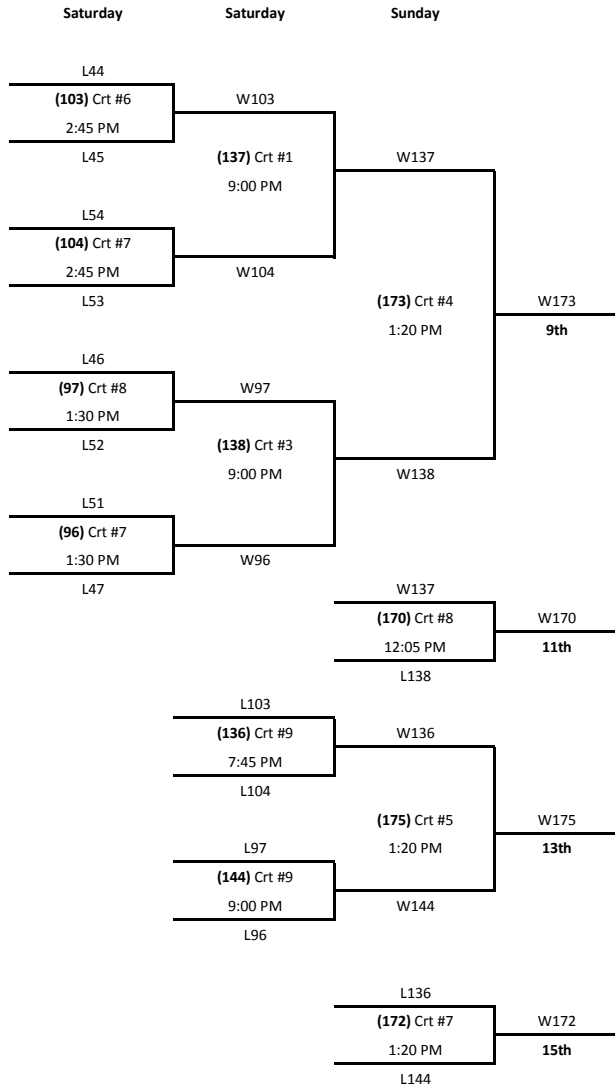 Saturday Saturday Sunday
L44
(103) Crt #6 W103
2:45 PM
L45 (137) Crt #1 W137
9:00 PM
L54
(104) Crt #7
2:45 PM W104
L53 (173) Crt #4 W173
1:20 PM 9th
L46
(97) Crt #8 W97
1:30 PM
L52 (138) Crt #3
9:00 PM W138
L51
(96) Crt #7
1:30 PM W96
L47 W137
(170) Crt #8 W170
12:05 PM 11th
L138
L103
(136) Crt #9 W136
7:45 PM
L104 (175) Crt #5 W175
1:20 PM 13th
L97
(144) Crt #9
9:00 PM W144
L96
L136
(172) Crt #7 W172
1:20 PM 15th
L144